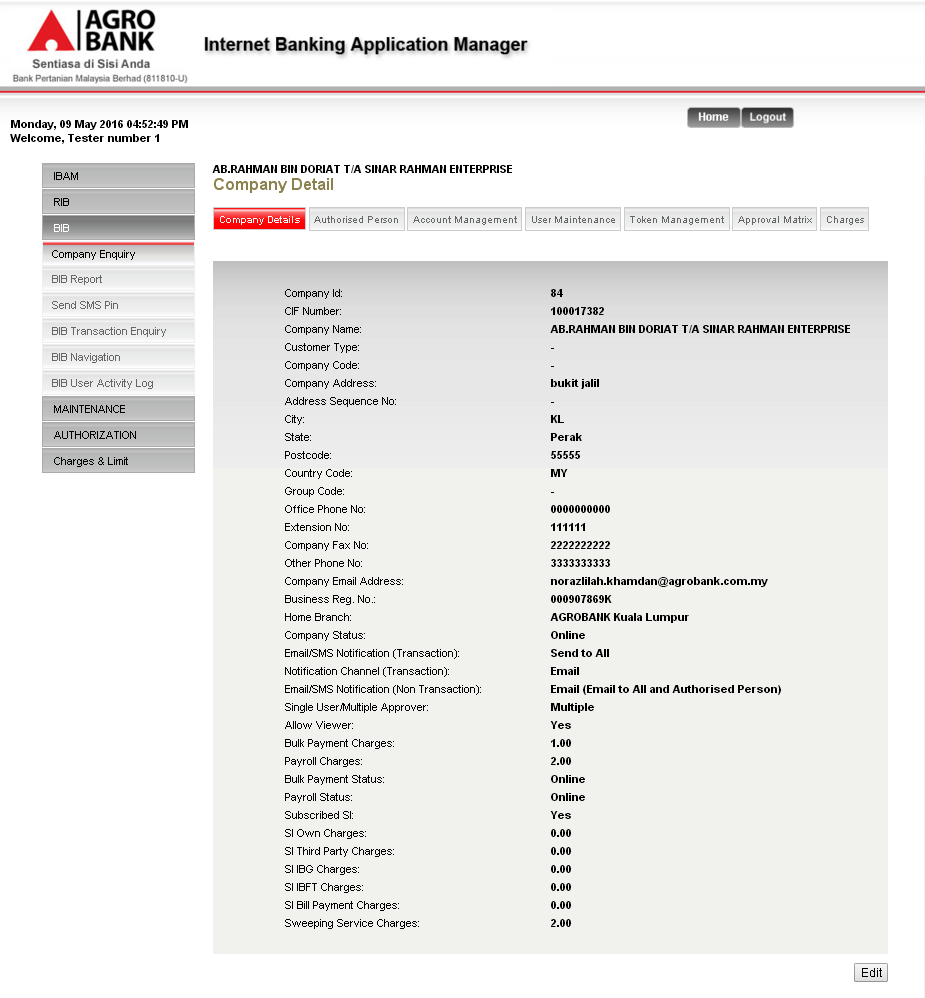 AGRO
BANK
Sentiasa di Sisi Anda
Bank Pertanian Malaysia Berhad (811810-U)
Internet Banking Application Manager
Monday, 09 May 2016 04:52:49 PM
Welcome, Tester number 1
Home Logout
IBAM
RIB
BIB
Company Enquiry
BIB Report
Send SMS Pin
BIB Transaction Enquiry
BIB Navigation
BIB User Activity Log
MAINTENANCE
AUTHORIZATION
Charges & Limit
AB.RAHMAN BIN DORIAT T/A SINAR RAHMAN ENTERPRISE
Company Detail
Company Details Authorised Person Account Management User Maintenance Token Management Approval Matrix Charges
Company Id: 84
CIF Number: 100017382
Company Name: AB.RAHMAN BIN DORIAT T/A SINAR RAHMAN ENTERPRISE
Customer Type: -
Company Code: -
Company Address: bukit jalil
Address Sequence No: -
City: KL
State: Perak
Postcode: 55555
Country Code: MY
Group Code: -
Office Phone No: 0000000000
Extension No: 111111
Company Fax No: 2222222222
Other Phone No: 3333333333
Company Email Address: norazlilah.khamdan@agrobank.com.my
Business Reg. No.: 000907869K
Home Branch: AGROBANK Kuala Lumpur
Company Status: Online
Email/SMS Notification (Transaction): Send to All
Notification Channel (Transaction): Email
Email/SMS Notification (Non Transaction): Email (Email to All and Authorised Person)
Single User/Multiple Approver: Multiple
Allow Viewer: Yes
Bulk Payment Charges: 1.00
Payroll Charges: 2.00
Bulk Payment Status: Online
Payroll Status: Online
Subscribed SI: Yes
SI Own Charges: 0.00
SI Third Party Charges: 0.00
SI IBG Charges: 0.00
SI IBFT Charges: 0.00
SI Bill Payment Charges: 0.00
Sweeping Service Charges: 2.00
Edit